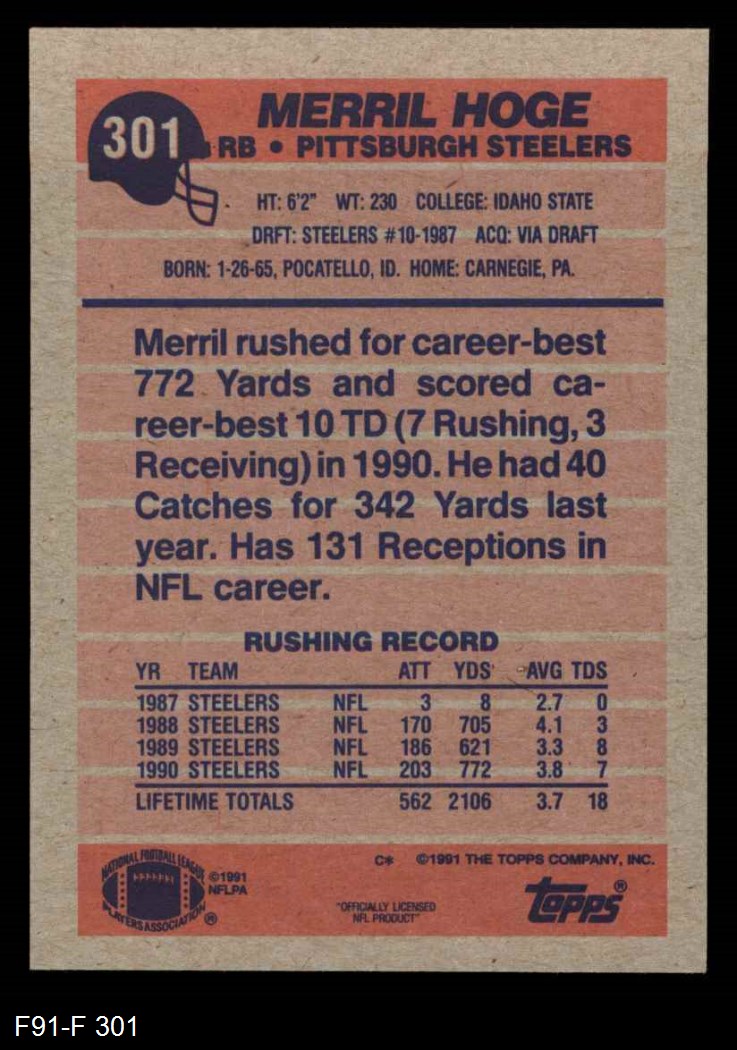 301
MERRIL HOGE
RB • PITTSBURGH STEELERS
HT: 6'2" WT: 230 COLLEGE: IDAHO STATE
DRFT: STEELERS #10-1987 ACQ: VIA DRAFT
BORN: 1-26-65, POCATELLO, ID. HOME: CARNEGIE, PA.
Merril rushed for career-best
772 Yards and scored ca-
reer-best 10 TD (7 Rushing, 3
Receiving) in 1990. He had 40
Catches for 342 Yards last
year. Has 131 Receptions in
NFL career.
RUSHING RECORD
YR TEAM ATT YDS AVG TDS
1987 STEELERS NFL 3 8 2.7 0
1988 STEELERS NFL 170 705 4.1 3
1989 STEELERS NFL 186 621 3.3 8
1990 STEELERS NFL 203 772 3.8 7
LIFETIME TOTALS 562 2106 3.7 18
C* ©1991 THE TOPPS COMPANY, INC.
NATIONAL FOOTBALL LEAGUE
PLAYERS ASSOCIATION ®
©1991
NFLPA
"OFFICIALLY LICENSED
NFL PRODUCT"
topps®
F91-F 301